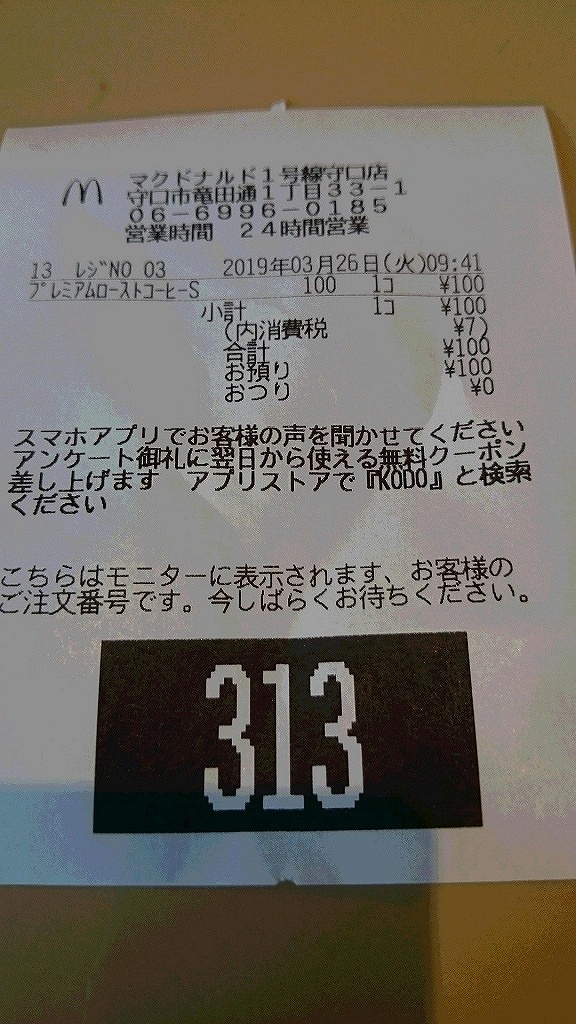 マクドナルド1号線守口店
守口市竜田通1丁目33-1
06-6996-0185
営業時間 24時間営業
13 レジNO 03 2019年03月26日(火)09:41
プレミアムローストコーヒーS 100 1コ ¥100
小計 1コ ¥100
(内消費税 ¥7)
合計 ¥100
お預り ¥100
おつり ¥0
スマホアプリでお客様の声を聞かせてください
アンケート御礼に翌日から使える無料クーポン
差し上げます アプリストアで『KODO』と検索
ください
こちらはモニターに表示されます、お客様の
ご注文番号です。今しばらくお待ちください。
313